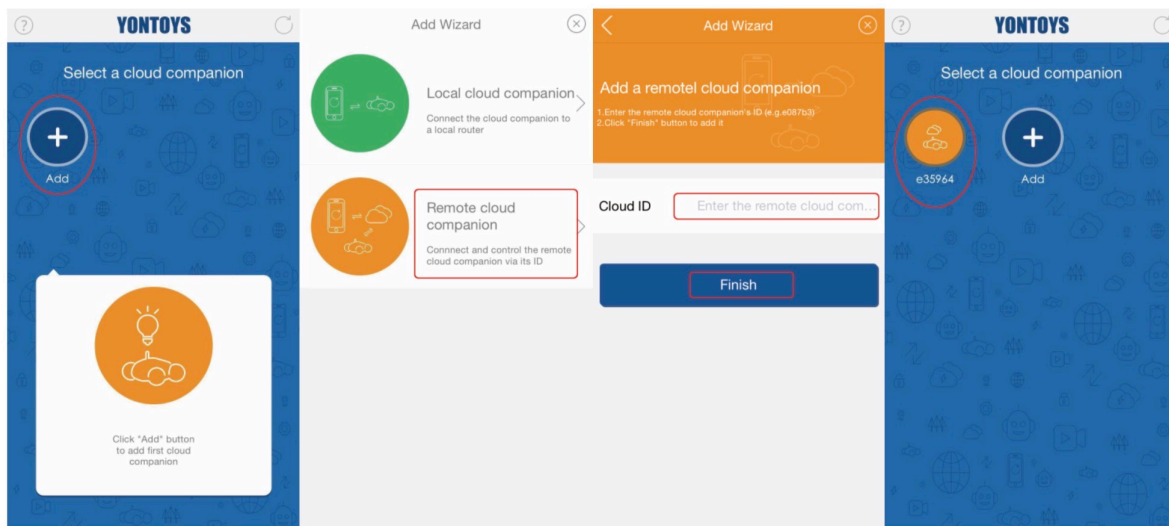 YONTOYS
Select a cloud companion
Add
Click "Add" button
to add first cloud
companion
Add Wizard
Local cloud companion
Connect the cloud companion to
a local router
Remote cloud
companion
Connnect and control the remote
cloud companion via its ID
Add Wizard
Add a remotel cloud companion
1.Enter the remote cloud companion's ID (e.g.e087b3)
2.Click "Finish" button to add it
Cloud ID
Enter the remote cloud com...
Finish
YONTOYS
Select a cloud companion
e35964
Add